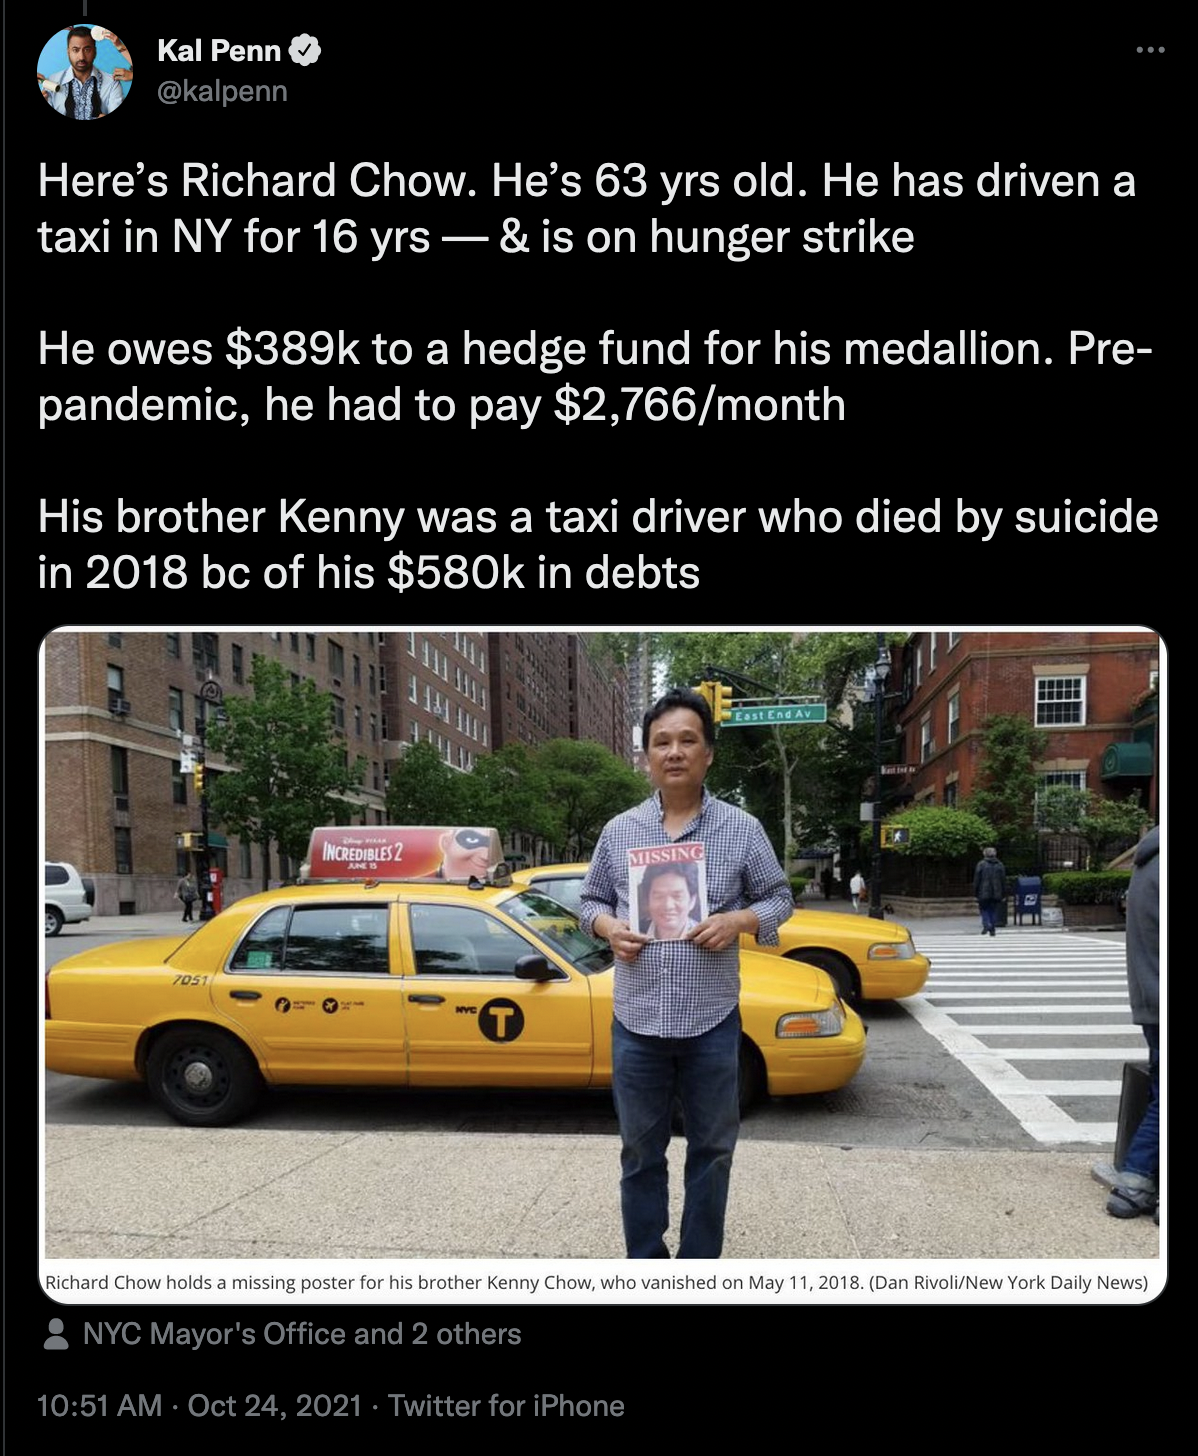 Kal Penn
@kalpenn
Here’s Richard Chow. He’s 63 yrs old. He has driven a
taxi in NY for 16 yrs — & is on hunger strike
He owes $389k to a hedge fund for his medallion. Pre-
pandemic, he had to pay $2,766/month
His brother Kenny was a taxi driver who died by suicide
in 2018 bc of his $580k in debts
East End Av
East End Av
Disney PIXAR
INCREDIBLES 2
JUNE 15
MISSING
7051
NYC T
Richard Chow holds a missing poster for his brother Kenny Chow, who vanished on May 11, 2018. (Dan Rivoli/New York Daily News)
NYC Mayor's Office and 2 others
10:51 AM · Oct 24, 2021 · Twitter for iPhone